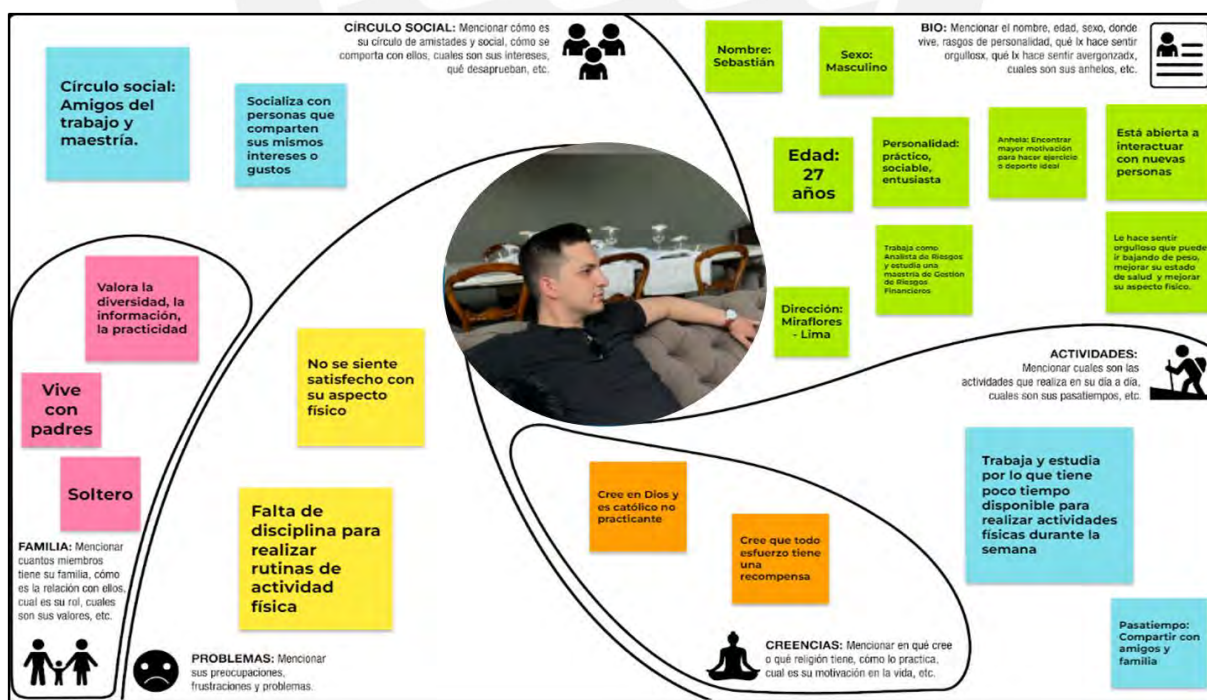 CÍRCULO SOCIAL: Mencionar cómo es
su círculo de amistades y social, cómo se
comporta con ellos, cuales son sus intereses,
qué desaprueban, etc.
Círculo social:
Amigos del
trabajo y
maestría.
Socializa con
personas que
comparten
sus mismos
intereses o
gustos
BIO: Mencionar el nombre, edad, sexo, donde
vive, rasgos de personalidad, qué lx hace sentir
orgullosx, qué lx hace sentir avergonzadx,
cuales son sus anhelos, etc.
Nombre:
Sebastián
Sexo:
Masculino
Edad:
27
años
Personalidad:
práctico,
sociable,
entusiasta
Anhela: Encontrar
mayor motivación
para hacer ejercicio
o deporte ideal
Está abierta a
interactuar
con nuevas
personas
Trabaja como
Analista de Riesgos
y estudia una
maestría de Gestión
de Riesgos
Financieros
Le hace sentir
orgulloso que puede
ir bajando de peso,
mejorar su estado
de salud y mejorar
su aspecto físico.
Dirección:
Miraflores
- Lima
Valora la
diversidad, la
información,
la practicidad
Vive
con
padres
Soltero
FAMILIA: Mencionar
cuantos miembros
tiene su familia, cómo
es la relación con ellos,
cual es su rol, cuales
son sus valores, etc.
No se siente
satisfecho con
su aspecto
físico
Falta de
disciplina para
realizar
rutinas de
actividad
física
PROBLEMAS: Mencionar
sus preocupaciones,
frustraciones y problemas.
Cree en Dios y
es católico no
practicante
Cree que todo
esfuerzo tiene
una
recompensa
CREENCIAS: Mencionar en qué cree
o qué religión tiene, cómo lo practica,
cual es su motivación en la vida, etc.
ACTIVIDADES:
Mencionar cuales son las
actividades que realiza en su día a día,
cuales son sus pasatiempos, etc.
Trabaja y estudia
por lo que tiene
poco tiempo
disponible para
realizar actividades
físicas durante la
semana
Pasatiempo:
Compartir con
amigos y
familia